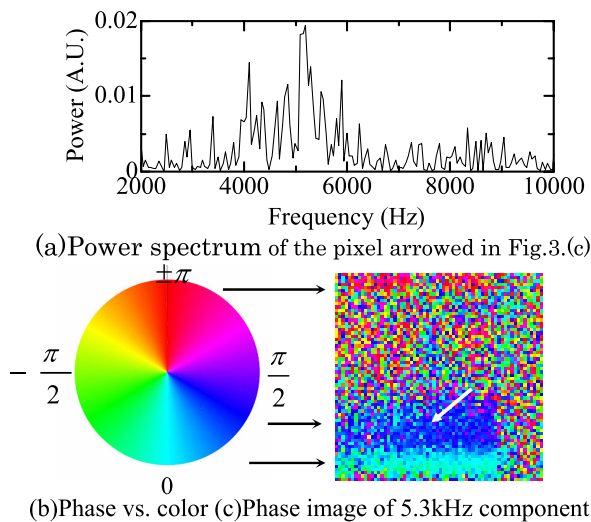 0.02
0.01
0
Power (A.U.)
2000 4000 6000 8000 10000
Frequency (Hz)
(a)Power spectrum of the pixel arrowed in Fig.3.(c)
±π
− π/2
π/2
0
(b)Phase vs. color (c)Phase image of 5.3kHz component